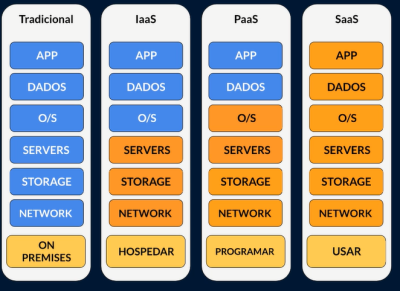 Tradicional
APP
DADOS
O/S
SERVERS
STORAGE
NETWORK
ON
PREMISES
IaaS
APP
DADOS
O/S
SERVERS
STORAGE
NETWORK
HOSPEDAR
PaaS
APP
DADOS
O/S
SERVERS
STORAGE
NETWORK
PROGRAMAR
SaaS
APP
DADOS
O/S
SERVERS
STORAGE
NETWORK
USAR